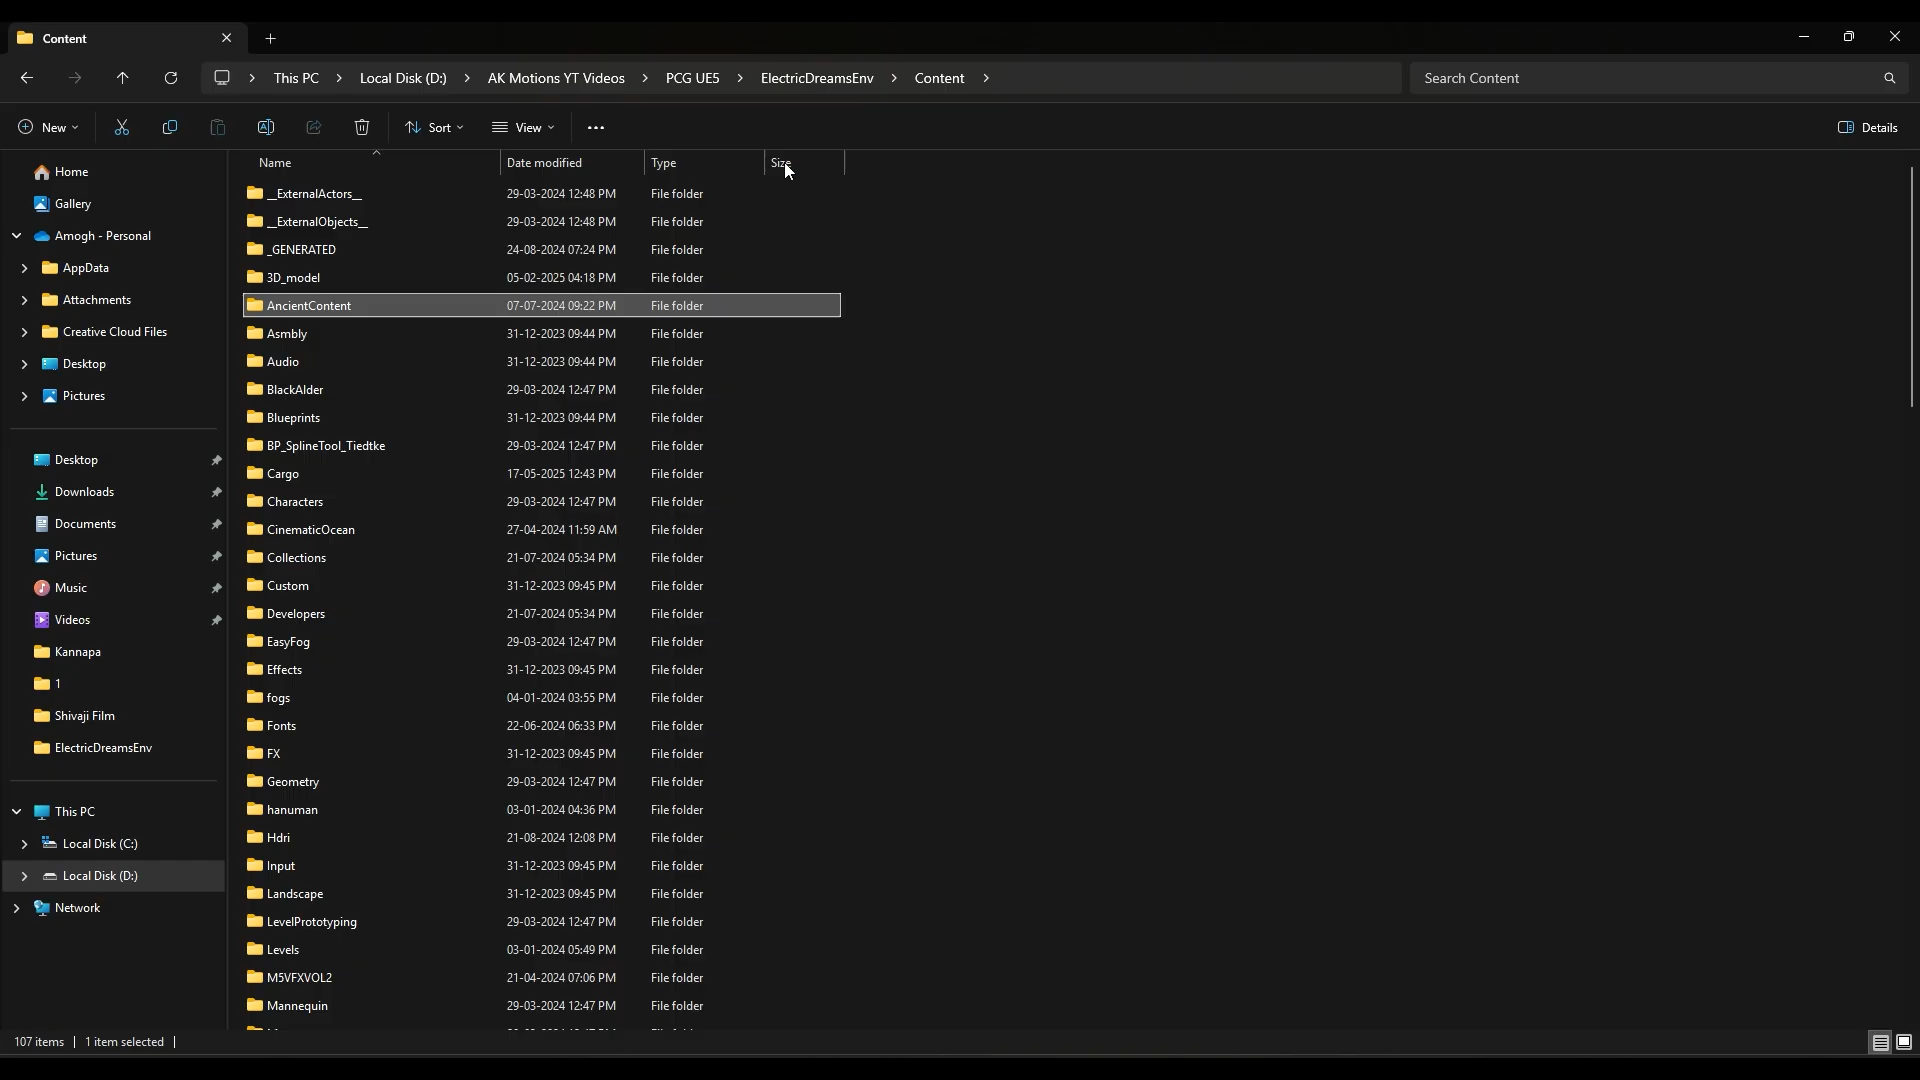 Content
This PC > Local Disk (D:) > AK Motions YT Videos > PCG UE5 > ElectricDreamsEnv > Content >
Search Content
New
Sort
View
Details
Home
Gallery
Amogh - Personal
AppData
Attachments
Creative Cloud Files
Desktop
Pictures
Desktop
Downloads
Documents
Pictures
Music
Videos
Kannapa
1
Shivaji Film
ElectricDreamsEnv
This PC
Local Disk (C:)
Local Disk (D:)
Network
Name Date modified Type Size
__ExternalActors__ 29-03-2024 12:48 PM File folder
__ExternalObjects__ 29-03-2024 12:48 PM File folder
_GENERATED 24-08-2024 07:24 PM File folder
3D_model 05-02-2025 04:18 PM File folder
AncientContent 07-07-2024 09:22 PM File folder
Asmbly 31-12-2023 09:44 PM File folder
Audio 31-12-2023 09:44 PM File folder
BlackAlder 29-03-2024 12:47 PM File folder
Blueprints 31-12-2023 09:44 PM File folder
BP_SplineTool_Tiedtke 29-03-2024 12:47 PM File folder
Cargo 17-05-2025 12:43 PM File folder
Characters 29-03-2024 12:47 PM File folder
CinematicOcean 27-04-2024 11:59 AM File folder
Collections 21-07-2024 05:34 PM File folder
Custom 31-12-2023 09:45 PM File folder
Developers 21-07-2024 05:34 PM File folder
EasyFog 29-03-2024 12:47 PM File folder
Effects 31-12-2023 09:45 PM File folder
fogs 04-01-2024 03:55 PM File folder
Fonts 22-06-2024 06:33 PM File folder
FX 31-12-2023 09:45 PM File folder
Geometry 29-03-2024 12:47 PM File folder
hanuman 03-01-2024 04:36 PM File folder
Hdri 21-08-2024 12:08 PM File folder
Input 31-12-2023 09:45 PM File folder
Landscape 31-12-2023 09:45 PM File folder
LevelPrototyping 29-03-2024 12:47 PM File folder
Levels 03-01-2024 05:49 PM File folder
M5VFXVOL2 21-04-2024 07:06 PM File folder
Mannequin 29-03-2024 12:47 PM File folder
107 items | 1 item selected |